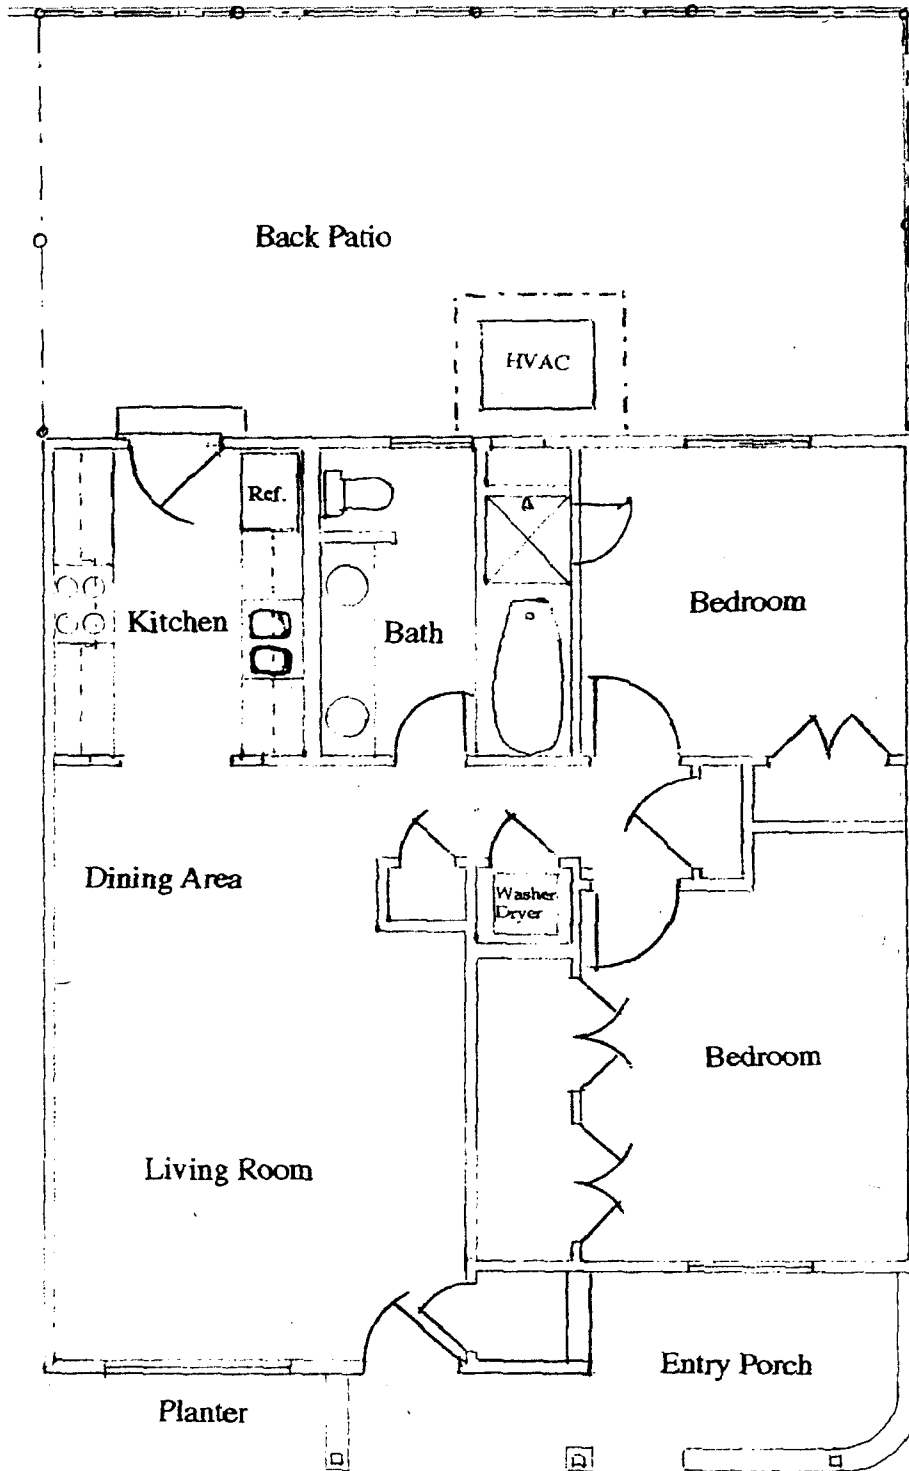 Back Patio
HVAC
Ref.
Kitchen
Bath
Bedroom
Dining Area
Washer
Dryer
Bedroom
Living Room
Entry Porch
Planter